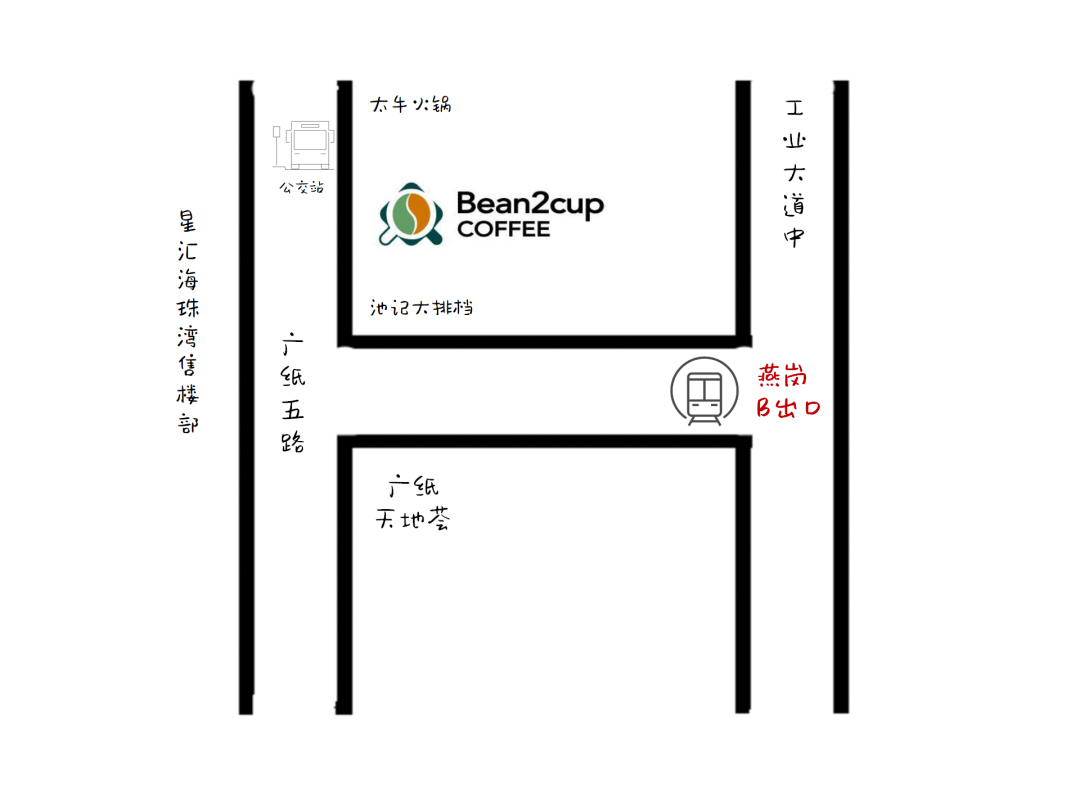 太牛火锅
公交站
Bean2cup
COFFEE
池记大排档
星汇海珠湾售楼部
广纸五路
工业大道中
燕岗
B出口
广纸
天地荟